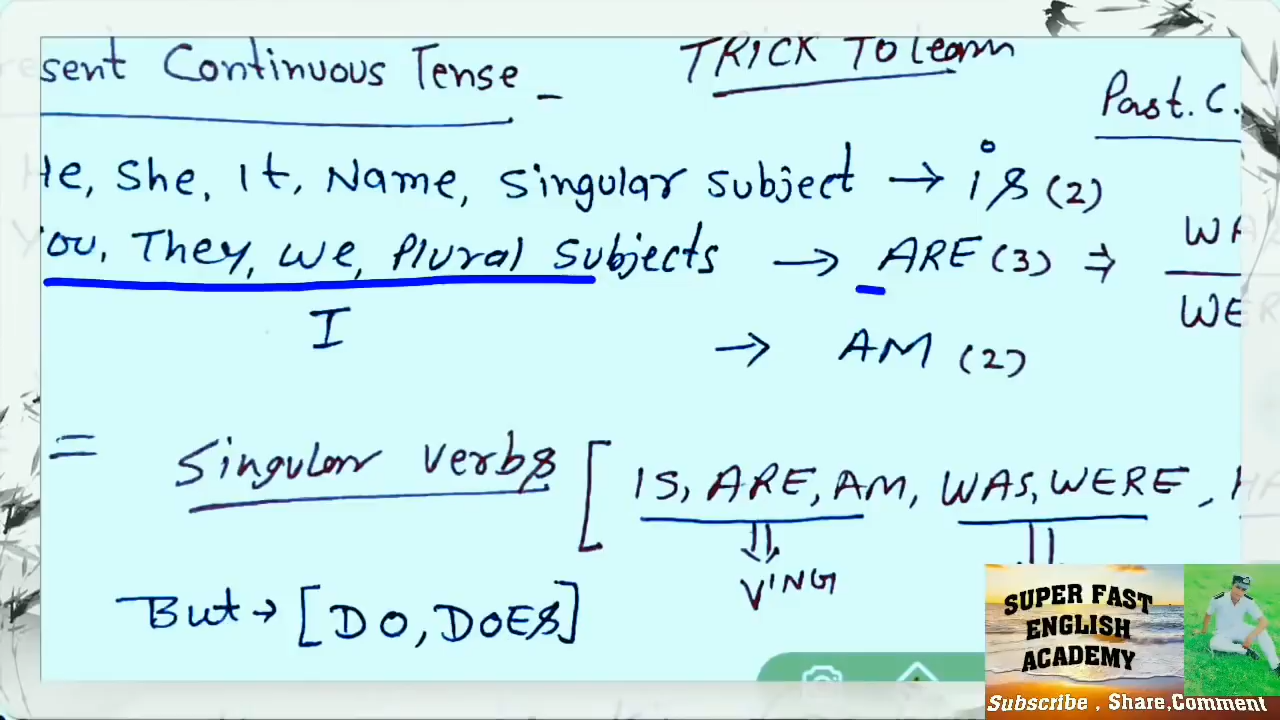 sent Continuous Tense
TRICK To learn
Past. C.
He, She, It, Name, Singular Subject → is (2)
You, They, We, Plural Subjects → ARE (3) ⇒
WA
WE
I → AM (2)
= Singular verbs [ IS, ARE, AM, WAS, WERE,
VING
But → [DO, DOES]
SUPER FAST
ENGLISH
ACADEMY
Subscribe , Share,Comment